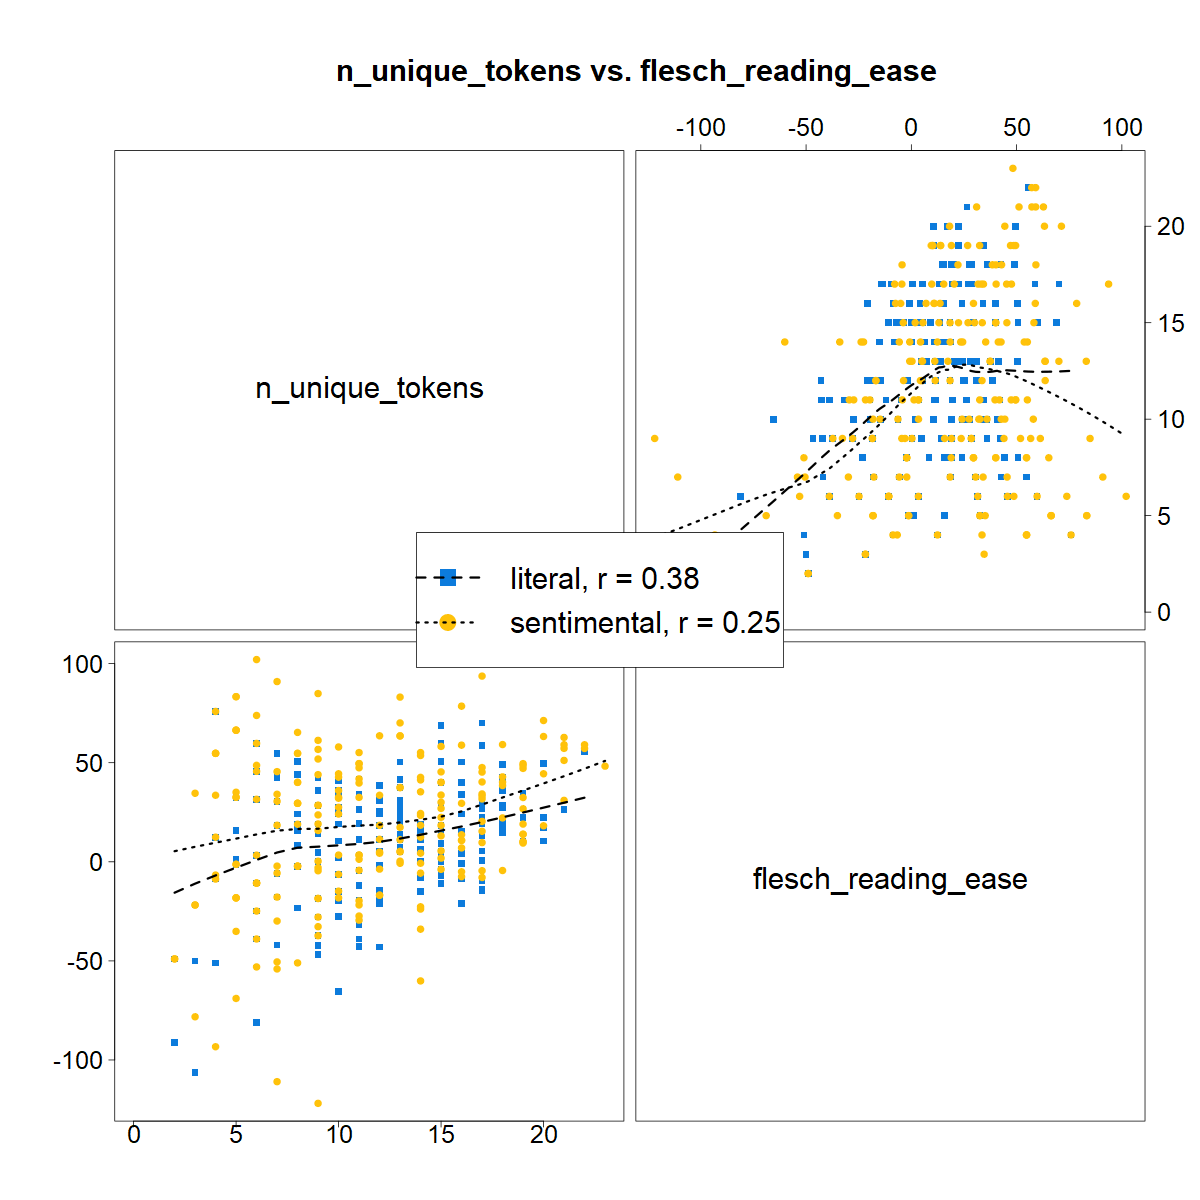 n_unique_tokens vs. flesch_reading_ease
-100 -50 0 50 100
n_unique_tokens
20
15
10
5
0
literal, r = 0.38
sentimental, r = 0.25
100
50
0
-50
-100
flesch_reading_ease
0 5 10 15 20